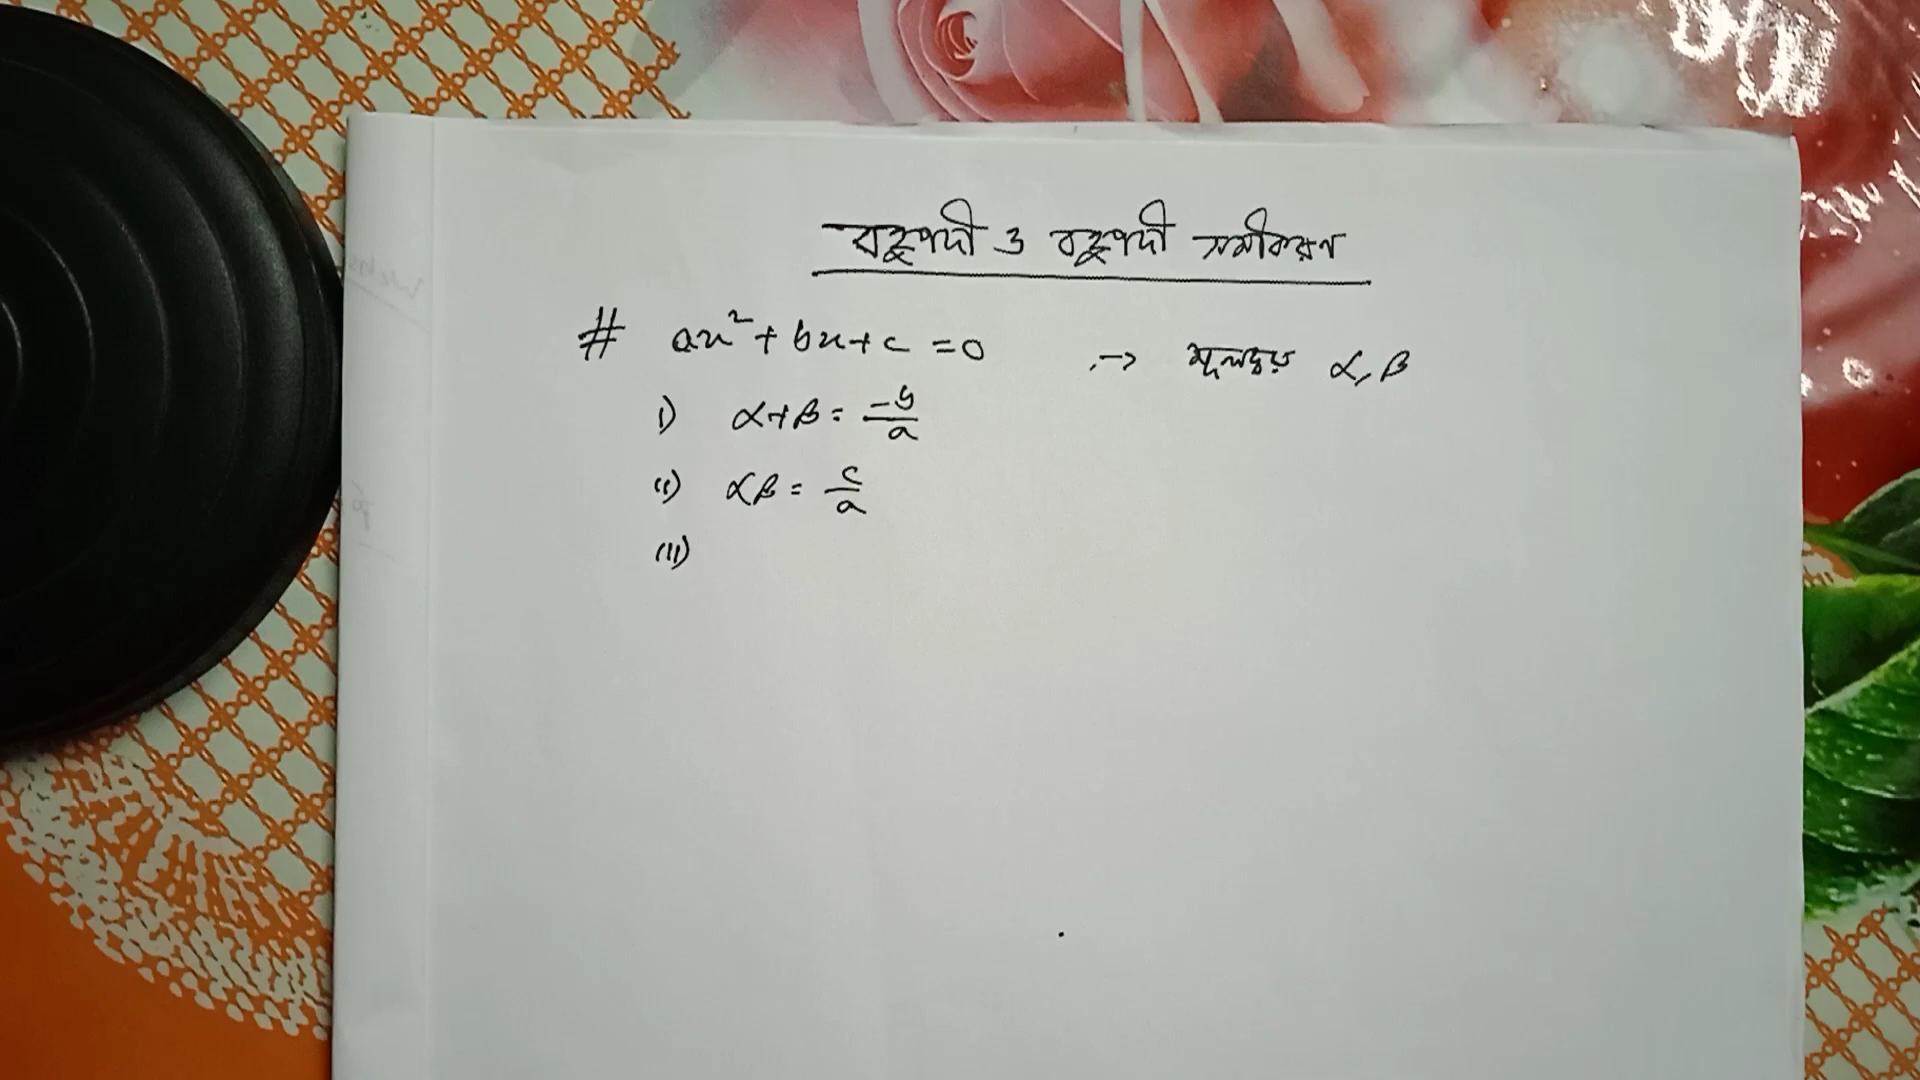 বহুপদী ও বহুপদী সমীকরণ
# ax² + bx + c = 0 → মূলদ্বয় α, β
i) α + β = -b/a
ii) αβ = c/a
iii)